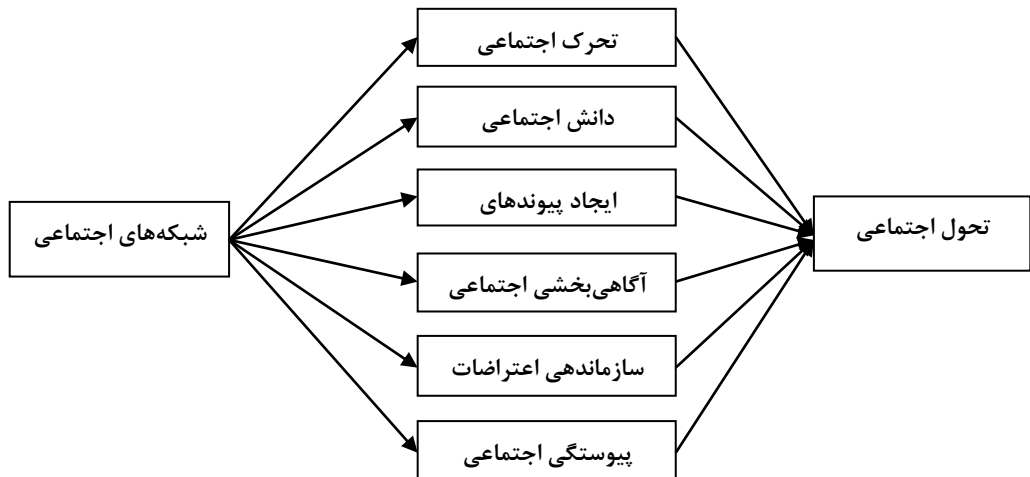 تحرک اجتماعی
دانش اجتماعی
ایجاد پیوندهای
شبکه‌های اجتماعی
تحول اجتماعی
آگاهی‌بخشی اجتماعی
سازماندهی اعتراضات
پیوستگی اجتماعی